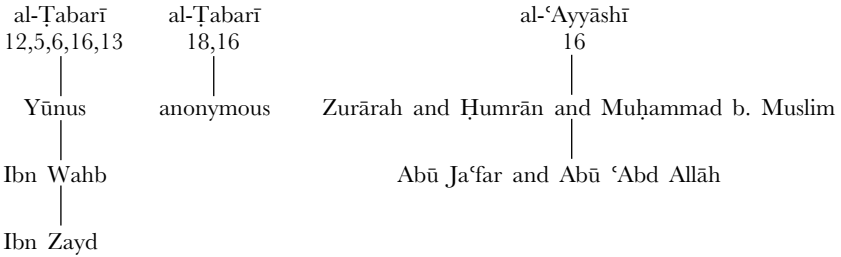 al-Ṭabarī al-Ṭabarī al-ʿAyyāshī
12,5,6,16,13 18,16 16
Yūnus anonymous Zurārah and Ḥumrān and Muḥammad b. Muslim
Ibn Wahb Abū Jaʿfar and Abū ʿAbd Allāh
Ibn Zayd